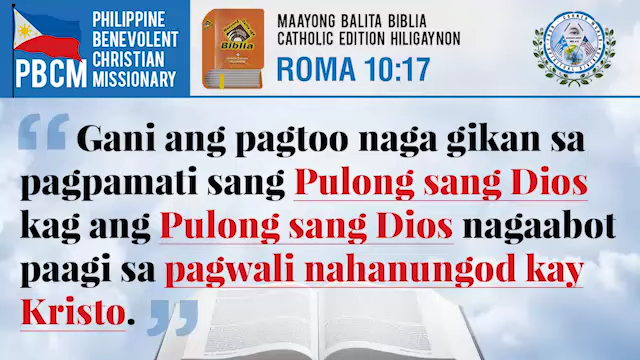 PHILIPPINE
BENEVOLENT
CHRISTIAN
MISSIONARY
PBCM
Biblia
MAAYONG BALITA BIBLIA
CATHOLIC EDITION HILIGAYNON
ROMA 10:17
“ Gani ang pagtoo naga gikan sa
pagpamati sang Pulong sang Dios
kag ang Pulong sang Dios nagaabot
paagi sa pagwali nahanungod kay
Kristo. ”